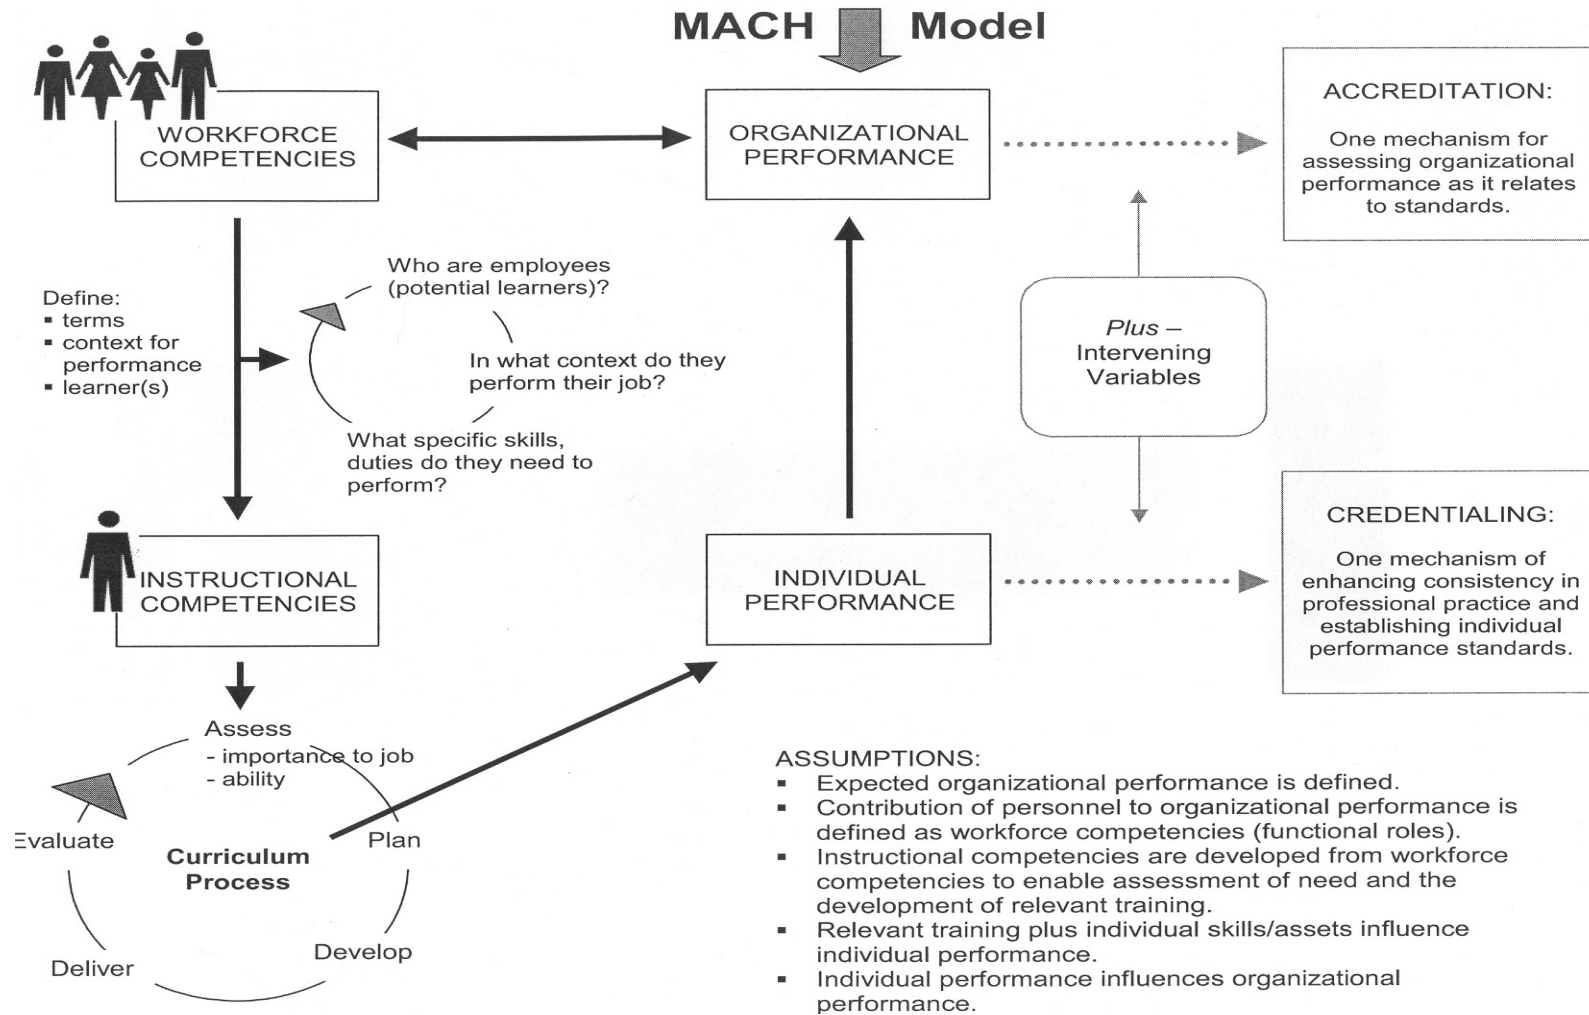 MACH Model
WORKFORCE
COMPETENCIES
ORGANIZATIONAL
PERFORMANCE
ACCREDITATION:
One mechanism for
assessing organizational
performance as it relates
to standards.
Define:
▪ terms
▪ context for
performance
▪ learner(s)
Who are employees
(potential learners)?
In what context do they
perform their job?
What specific skills,
duties do they need to
perform?
Plus –
Intervening
Variables
INSTRUCTIONAL
COMPETENCIES
INDIVIDUAL
PERFORMANCE
CREDENTIALING:
One mechanism of
enhancing consistency in
professional practice and
establishing individual
performance standards.
Assess
- importance to job
- ability
Plan
Develop
Deliver
Evaluate
Curriculum
Process
ASSUMPTIONS:
▪ Expected organizational performance is defined.
▪ Contribution of personnel to organizational performance is
defined as workforce competencies (functional roles).
▪ Instructional competencies are developed from workforce
competencies to enable assessment of need and the
development of relevant training.
▪ Relevant training plus individual skills/assets influence
individual performance.
▪ Individual performance influences organizational
performance.